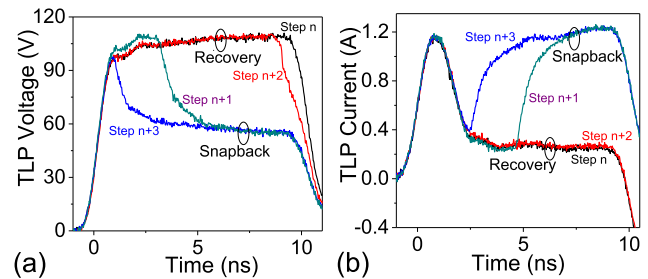 120
90
60
30
0
TLP Voltage (V)
Step n
Recovery
Step n+2
Step n+1
Step n+3
Snapback
0
5
10
Time (ns)
(a)
1.2
0.8
0.4
0.0
-0.4
TLP Current (A)
Step n+3
Snapback
Step n+1
Step n+2
Recovery
Step n
0
5
10
Time (ns)
(b)